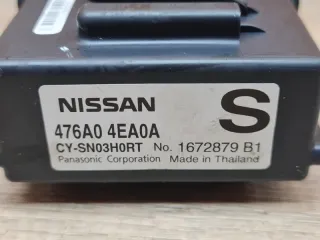 NISSAN S
476A0 4EA0A
CY-SN03H0RT No. 1672879 B1
Panasonic Corporation Made in Thailand